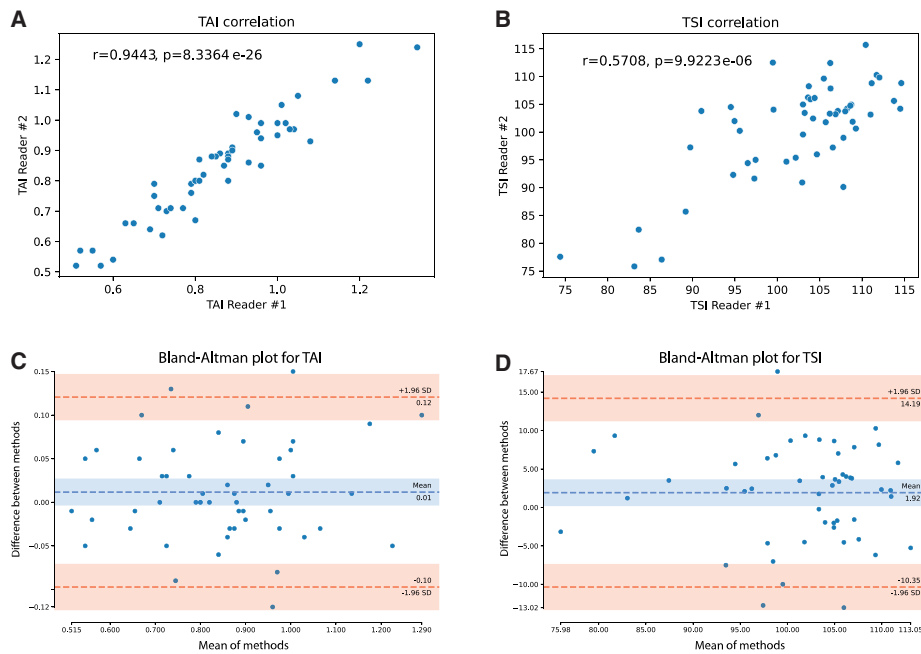 A
TAI correlation
r=0.9443, p=8.3364 e-26
1.2
1.1
1.0
0.9
0.8
0.7
0.6
0.5
TAI Reader #2
0.6
0.8
1.0
1.2
TAI Reader #1
B
TSI correlation
r=0.5708, p=9.9223e-06
115
110
105
100
95
90
85
80
75
TSI Reader #2
75
80
85
90
95
100
105
110
115
TSI Reader #1
C
Bland-Altman plot for TAI
0.15
0.10
0.05
0.00
−0.05
−0.12
Difference between methods
+1.96 SD
0.12
Mean
0.01
-0.10
-1.96 SD
0.515
0.600
0.700
0.800
0.900
1.000
1.100
1.200
1.290
Mean of methods
D
Bland-Altman plot for TSI
17.67
15.00
10.00
5.00
0.00
−5.00
−10.00
−13.02
Difference between methods
+1.96 SD
14.19
Mean
1.92
-10.35
-1.96 SD
75.98
80.00
85.00
90.00
95.00
100.00
105.00
110.00
113.05
Mean of methods